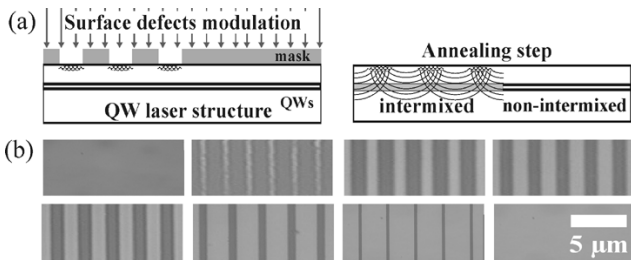 (a)
Surface defects modulation
mask
QWs
QW laser structure
Annealing step
intermixed
non-intermixed
(b)
5 µm